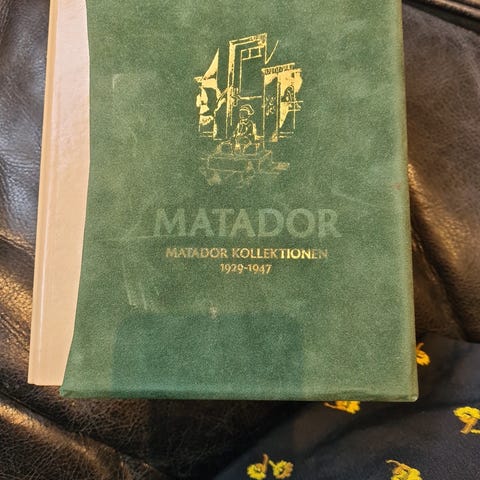 MATADOR
MATADOR KOLLEKTIONEN
1929-1947